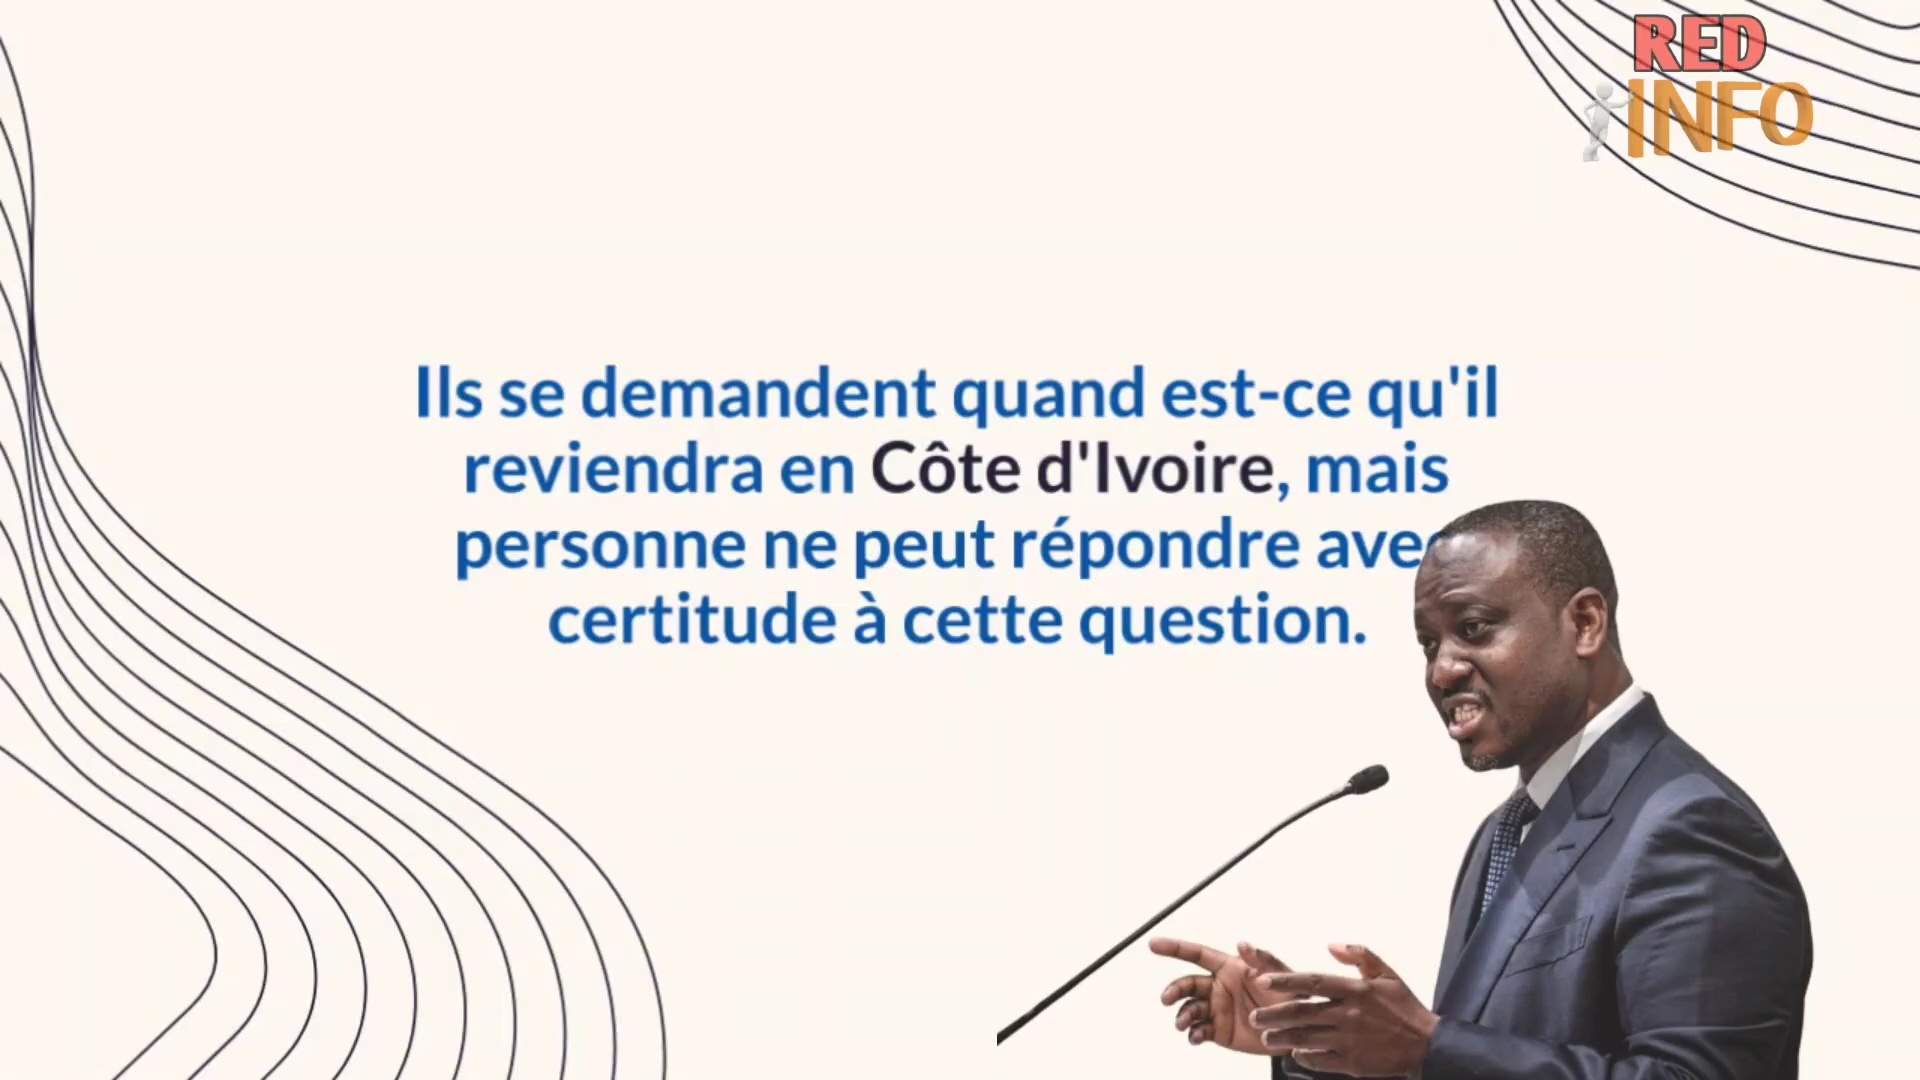 RED
INFO
Ils se demandent quand est-ce qu'il
reviendra en Côte d'Ivoire, mais
personne ne peut répondre avec
certitude à cette question.